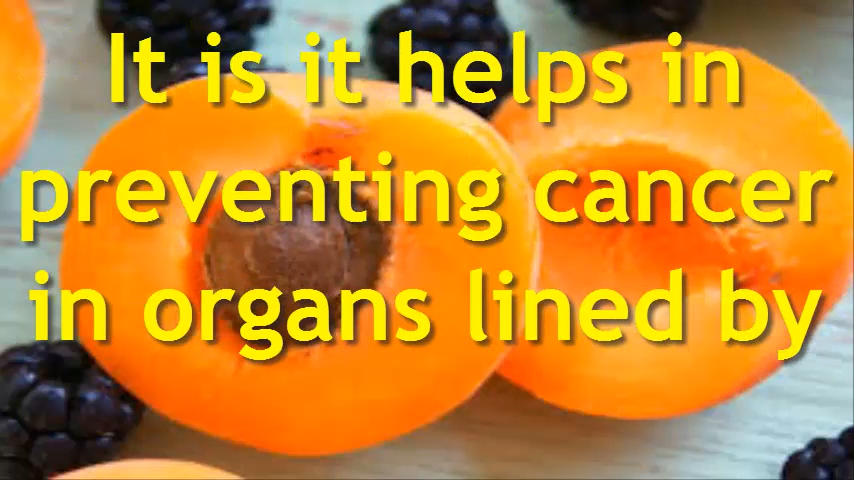 It is it helps in
preventing cancer
in organs lined by